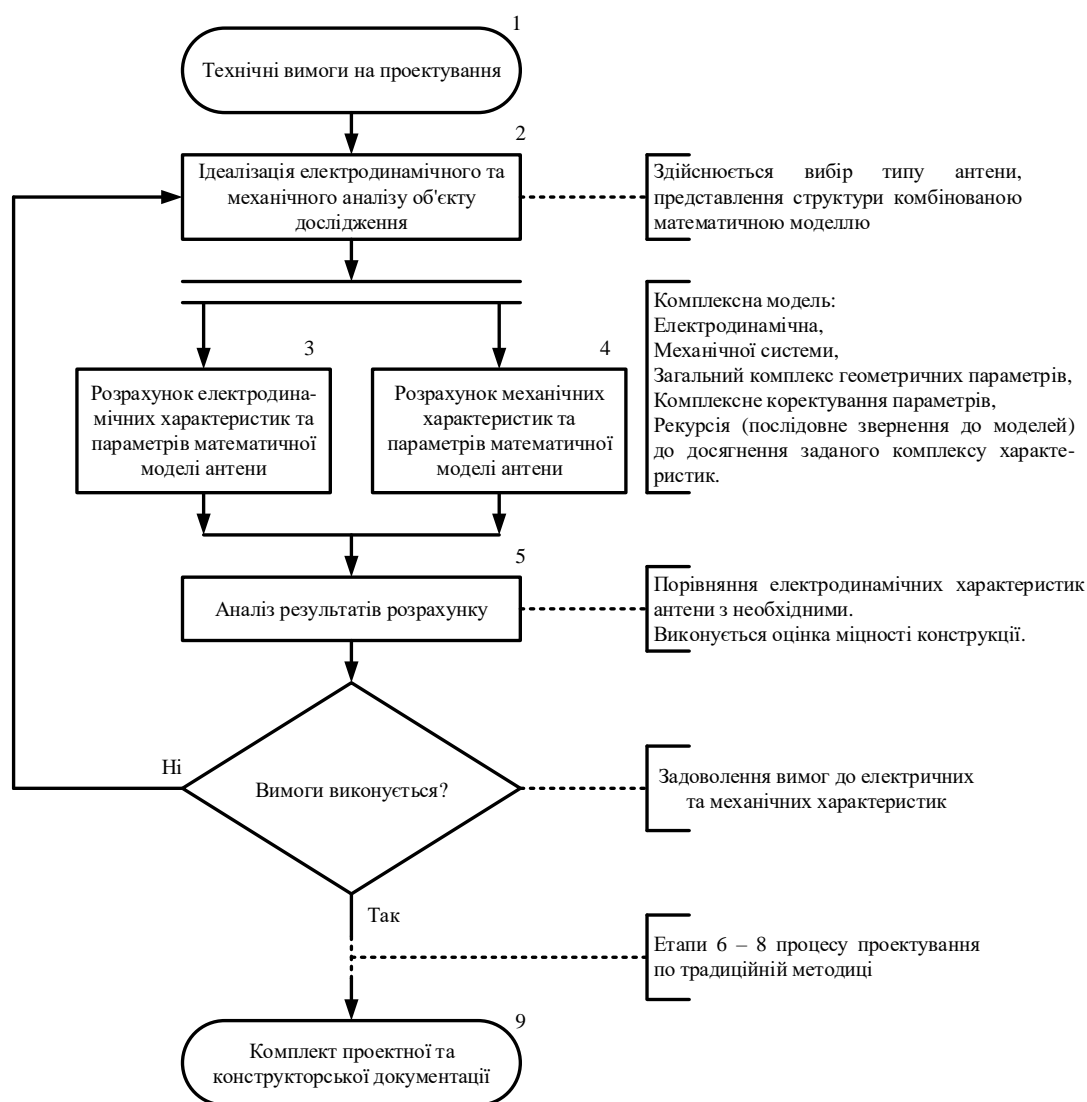 1
Технічні вимоги на проектування
2
Ідеалізація електродинамічного та
механічного аналізу об'єкту
дослідження
Здійснюється вибір типу антени,
представлення структури комбінованою
математичною моделлю
3
Розрахунок електродина-
мічних характеристик та
параметрів математичної
моделі антени
4
Розрахунок механічних
характеристик та
параметрів математичної
моделі антени
Комплексна модель:
Електродинамічна,
Механічної системи,
Загальний комплекс геометричних параметрів,
Комплексне коректування параметрів,
Рекурсія (послідовне звернення до моделей)
до досягнення заданого комплексу характе-
ристик.
5
Аналіз результатів розрахунку
Порівняння електродинамічних характеристик
антени з необхідними.
Виконується оцінка міцності конструкції.
Ні
Вимоги виконується?
Задоволення вимог до електричних
та механічних характеристик
Так
Етапи 6 – 8 процесу проектування
по традиційній методиці
9
Комплект проектної та
конструкторської документації